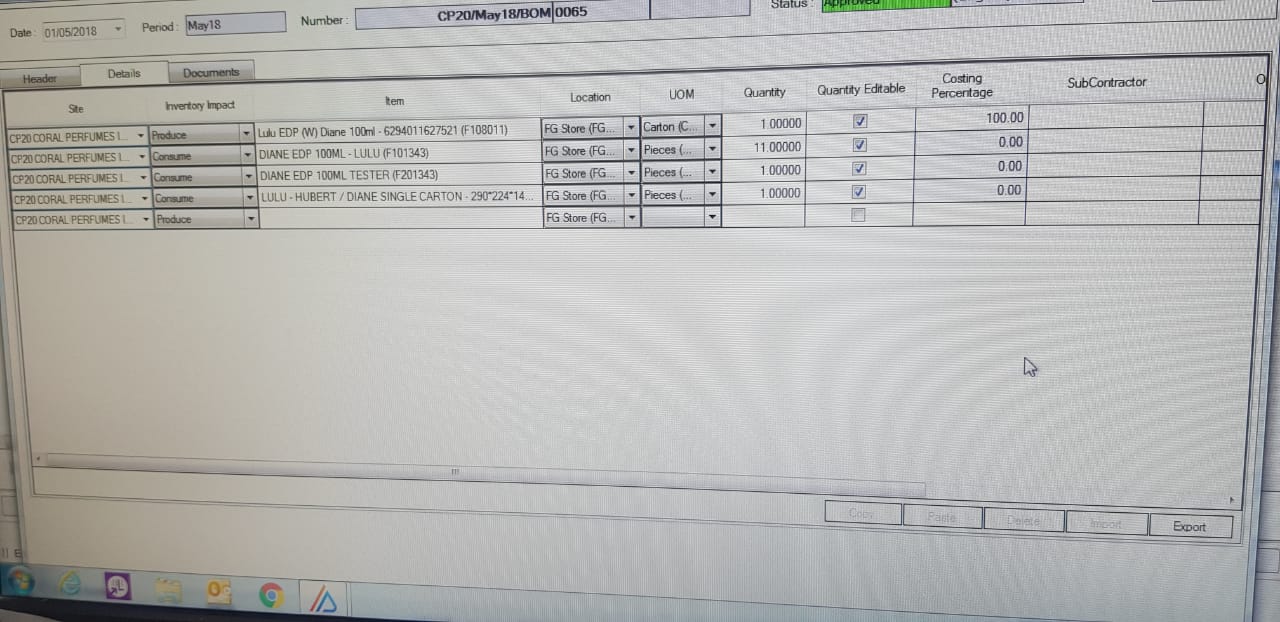 Date : 01/05/2018 Period : May18 Number : CP20/May18/BOM 0065 Status : Approved
Header Details Documents
Site Inventory Impact Item Location UOM Quantity Quantity Editable Costing Percentage SubContractor O
CP20 CORAL PERFUMES I... Produce Lulu EDP (W) Diane 100ml - 6294011627521 (F108011) FG Store (FG... Carton (C... 1.00000 100.00
CP20 CORAL PERFUMES I... Consume DIANE EDP 100ML - LULU (F101343) FG Store (FG... Pieces (... 11.00000 0.00
CP20 CORAL PERFUMES I... Consume DIANE EDP 100ML TESTER (F201343) FG Store (FG... Pieces (... 1.00000 0.00
CP20 CORAL PERFUMES I... Consume LULU - HUBERT / DIANE SINGLE CARTON - 290*224*14... FG Store (FG... Pieces (... 1.00000 0.00
CP20 CORAL PERFUMES I... Produce FG Store (FG...
Copy Paste Delete Import Export